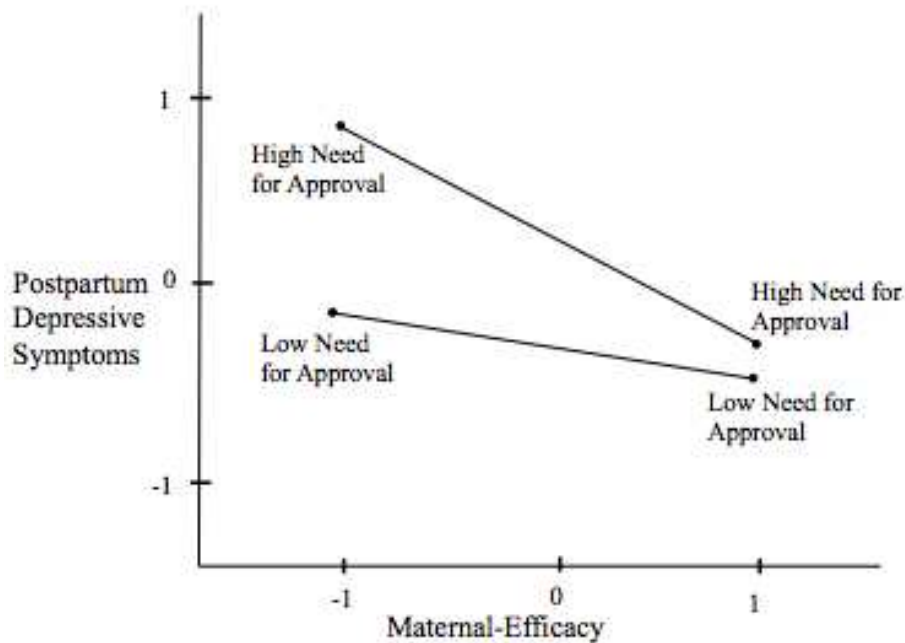 1
High Need
for Approval
Postpartum
Depressive
Symptoms
0
High Need for
Approval
Low Need
for Approval
Low Need for
Approval
-1
-1
0
1
Maternal-Efficacy